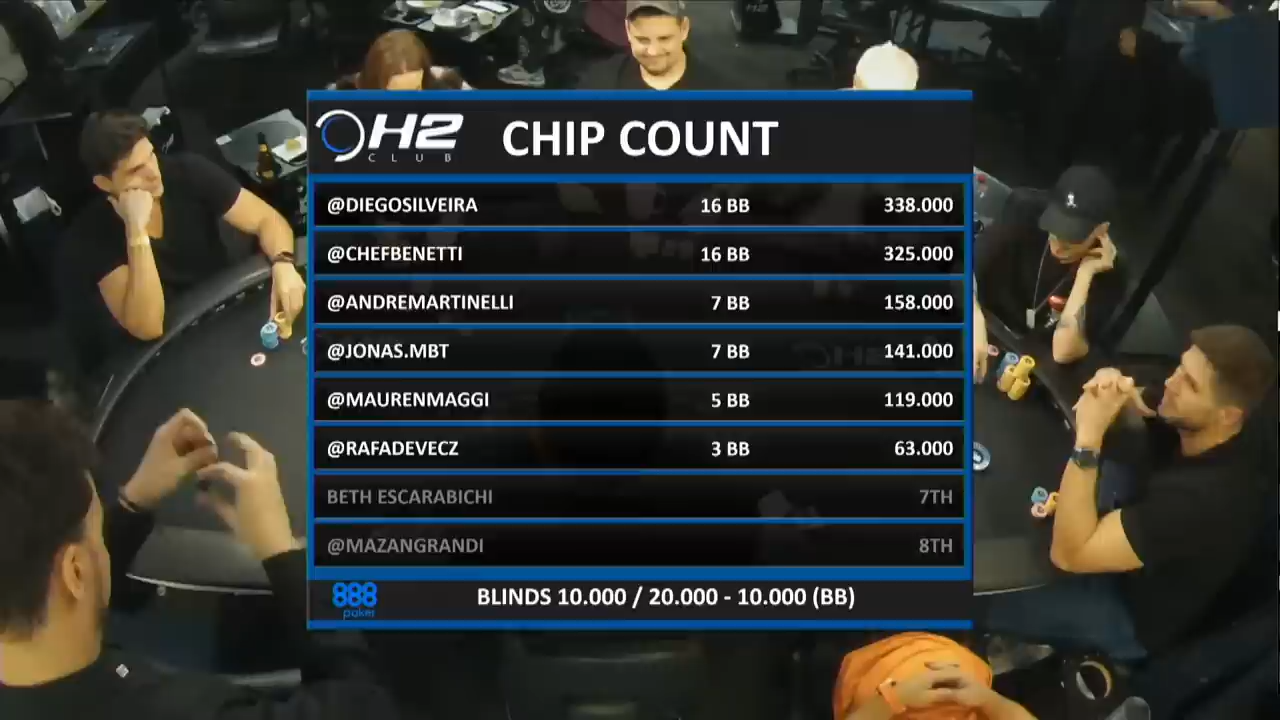 H2 CLUB
CHIP COUNT
@DIEGOSILVEIRA 16 BB 338.000
@CHEFBENETTI 16 BB 325.000
@ANDREMARTINELLI 7 BB 158.000
@JONAS.MBT 7 BB 141.000
@MAURENMAGGI 5 BB 119.000
@RAFADEVECZ 3 BB 63.000
BETH ESCARABICHI 7TH
@MAZANGRANDI 8TH
888 poker
BLINDS 10.000 / 20.000 - 10.000 (BB)